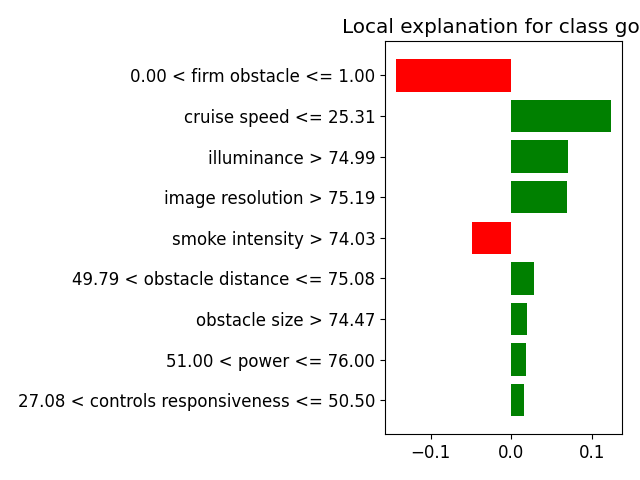 Local explanation for class go
0.00 < firm obstacle <= 1.00
cruise speed <= 25.31
illuminance > 74.99
image resolution > 75.19
smoke intensity > 74.03
49.79 < obstacle distance <= 75.08
obstacle size > 74.47
51.00 < power <= 76.00
27.08 < controls responsiveness <= 50.50
−0.1 0.0 0.1